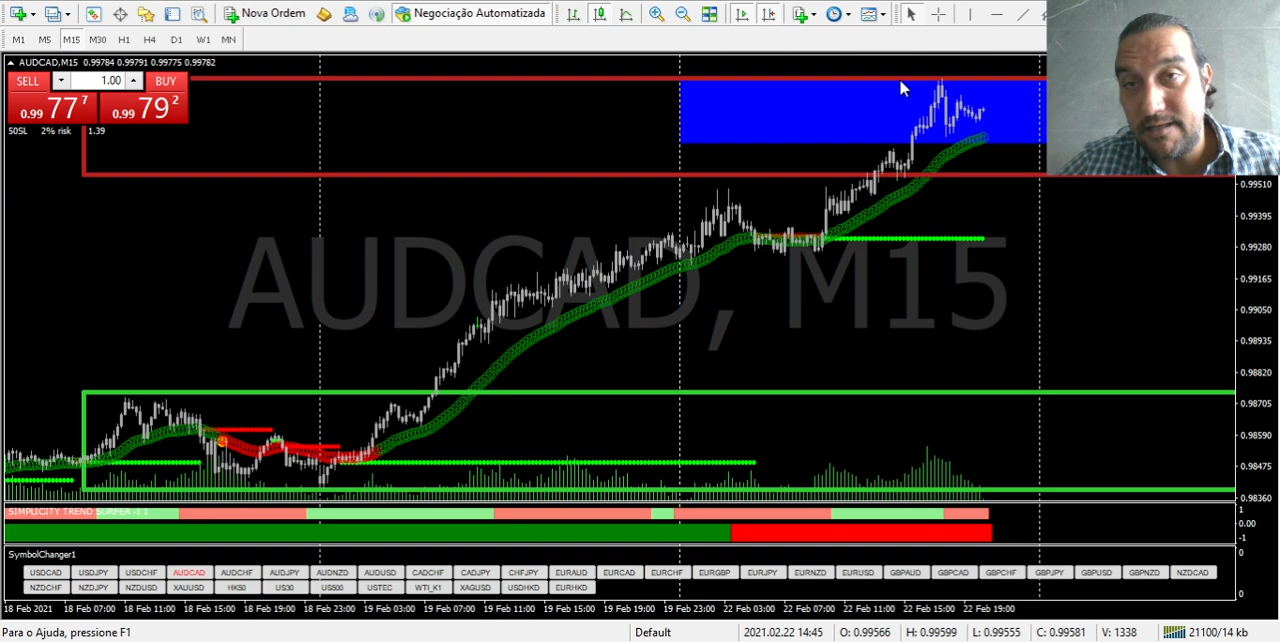 Nova Ordem
Negociação Automatizada
M1 M5 M15 M30 H1 H4 D1 W1 MN
AUDCAD,M15 0.99784 0.99791 0.99775 0.99782
SELL 1.00 BUY
0.99 77 7 0.99 79 2
50SL 2% risk 1.39
AUDCAD, M15
0.99510
0.99395
0.99280
0.99165
0.99050
0.98935
0.98820
0.98705
0.98590
0.98475
0.98360
SIMPLICITY TREND SURFER -1 1
1
0.00
-1
SymbolChanger1
0
USDCAD USDJPY USDCHF AUDCAD AUDCHF AUDJPY AUDNZD AUDUSD CADCHF CADJPY CHFJPY EURAUD EURCAD EURCHF EURGBP EURJPY EURNZD EURUSD GBPAUD GBPCAD GBPCHF GBPJPY GBPUSD GBPNZD NZDCAD
NZDCHF NZDJPY NZDUSD XAUUSD HK50 US30 US500 USTEC WTI_K1 XAGUSD USDHKD EURHKD
0
18 Feb 2021 18 Feb 07:00 18 Feb 11:00 18 Feb 15:00 18 Feb 19:00 18 Feb 23:00 19 Feb 03:00 19 Feb 07:00 19 Feb 11:00 19 Feb 15:00 19 Feb 19:00 19 Feb 23:00 22 Feb 03:00 22 Feb 07:00 22 Feb 11:00 22 Feb 15:00 22 Feb 19:00
Para o Ajuda, pressione F1
Default
2021.02.22 14:45
O: 0.99566
H: 0.99599
L: 0.99555
C: 0.99581
V: 1338
21100/14 kb